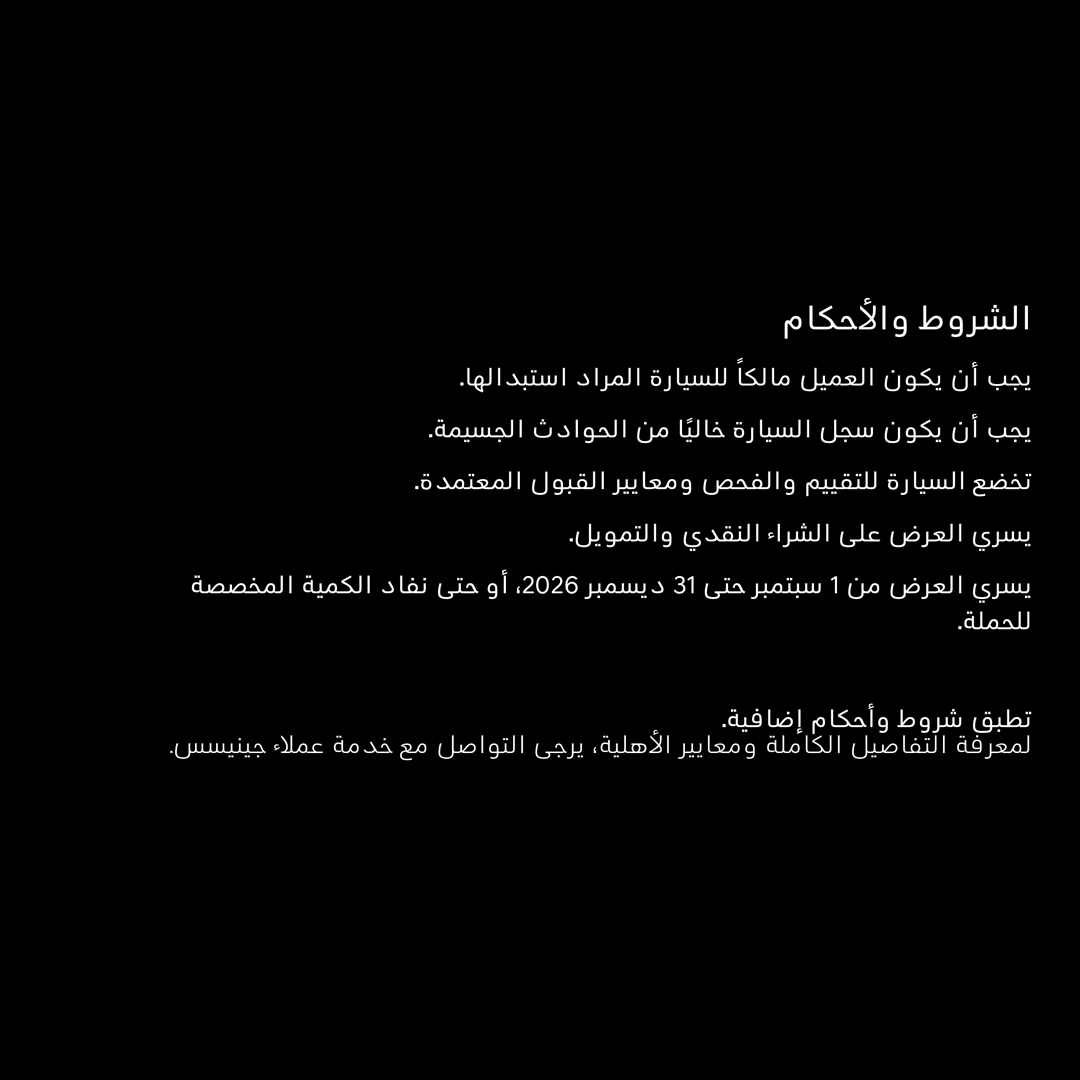 الشروط والأحكام
يجب أن يكون العميل مالكاً للسيارة المراد استبدالها.
يجب أن يكون سجل السيارة خاليًا من الحوادث الجسيمة.
تخضع السيارة للتقييم والفحص ومعايير القبول المعتمدة.
يسري العرض على الشراء النقدي والتمويل.
يسري العرض من 1 سبتمبر حتى 31 ديسمبر 2026، أو حتى نفاد الكمية المخصصة
للحملة.
تطبق شروط وأحكام إضافية.
لمعرفة التفاصيل الكاملة ومعايير الأهلية، يرجى التواصل مع خدمة عملاء جينيسس.